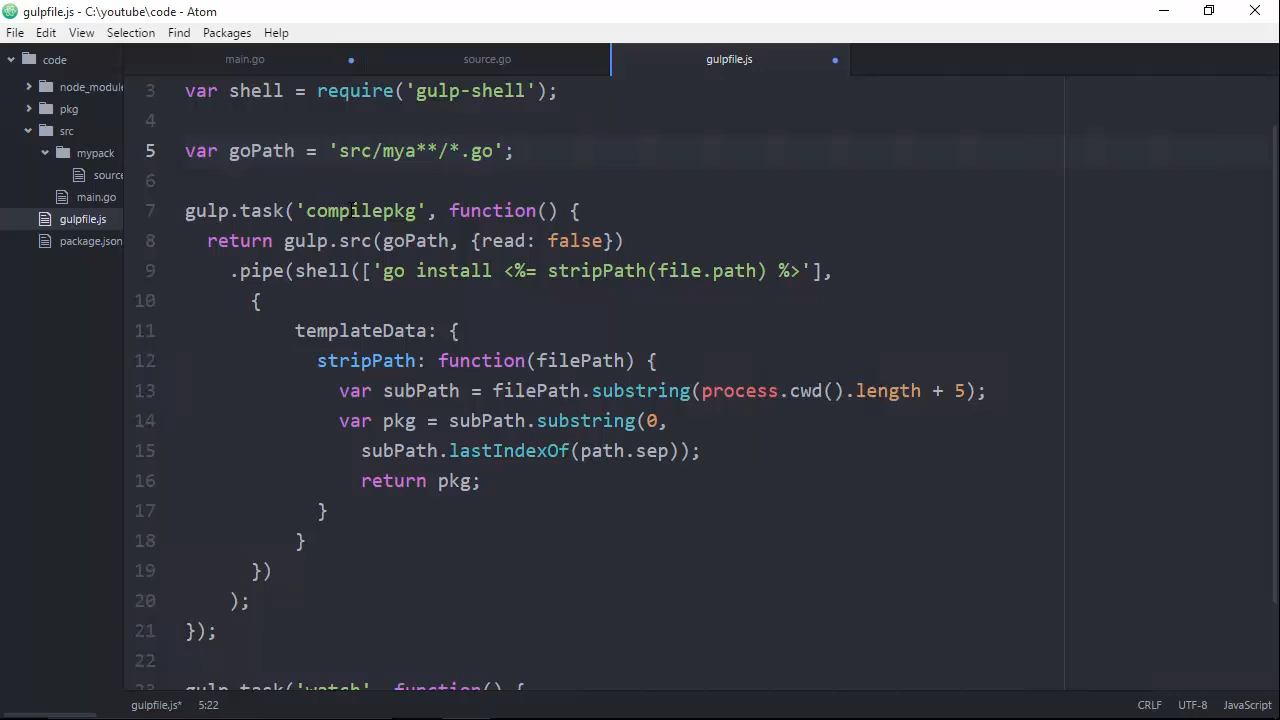 gulpfile.js - C:\youtube\code - Atom
File Edit View Selection Find Packages Help
code
node_module
pkg
src
mypack
source
main.go
gulpfile.js
package.json
main.go source.go gulpfile.js
3 var shell = require('gulp-shell');
4
5 var goPath = 'src/mya**/*.go';
6
7 gulp.task('compilepkg', function() {
8 return gulp.src(goPath, {read: false})
9 .pipe(shell(['go install <%= stripPath(file.path) %>'],
10 {
11 templateData: {
12 stripPath: function(filePath) {
13 var subPath = filePath.substring(process.cwd().length + 5);
14 var pkg = subPath.substring(0,
15 subPath.lastIndexOf(path.sep));
16 return pkg;
17 }
18 }
19 })
20 );
21 });
22
23 gulp.task('watch', function() {
gulpfile.js* 5:22 CRLF UTF-8 JavaScript